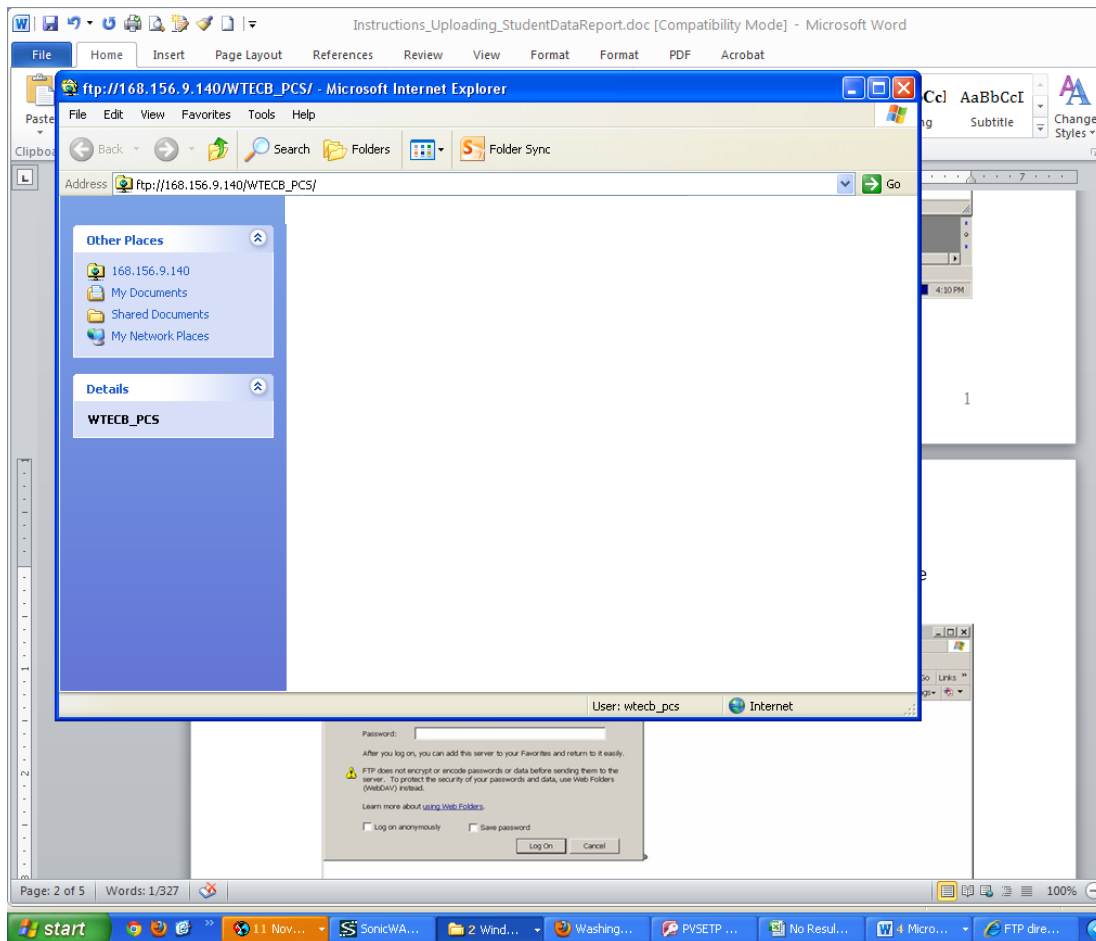 Instructions_Uploading_StudentDataReport.doc [Compatibility Mode] - Microsoft Word
File Home Insert Page Layout References Review View Format Format PDF Acrobat
Paste
Clipboa
AaBbCcI
Subtitle
Change
Styles
ftp://168.156.9.140/WTECB_PCS/ - Microsoft Internet Explorer
File Edit View Favorites Tools Help
Back Search Folders Folder Sync
Address ftp://168.156.9.140/WTECB_PCS/ Go
7
Other Places
168.156.9.140
My Documents
Shared Documents
My Network Places
4:10 PM
Details
WTECB_PCS
1
Links
User: wtecb_pcs Internet
Password:
After you log on, you can add this server to your Favorites and return to it easily.
FTP does not encrypt or encode passwords or data before sending them to the
server. To protect the security of your passwords and data, use Web Folders
(WebDAV) instead.
Learn more about using Web Folders.
Log on anonymously Save password
Log On Cancel
Page: 2 of 5 Words: 1/327 100%
start 11 Nov... SonicWA... 2 Wind... Washing... PVSETP ... No Resul... 4 Micro... FTP dire...